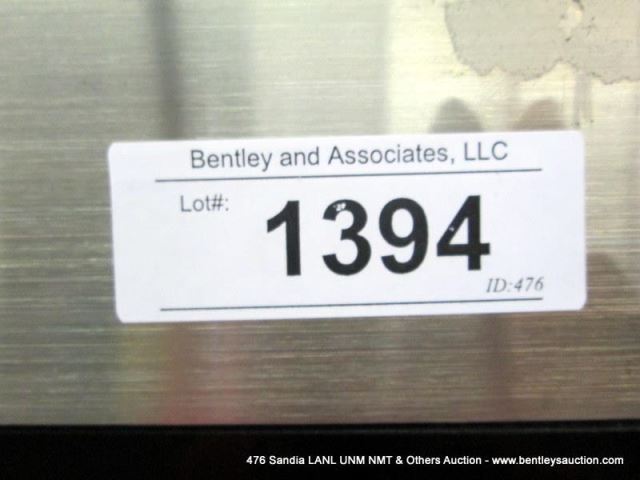 Bentley and Associates, LLC
Lot#:
1394
ID:476
476 Sandia LANL UNM NMT & Others Auction - www.bentleysauction.com